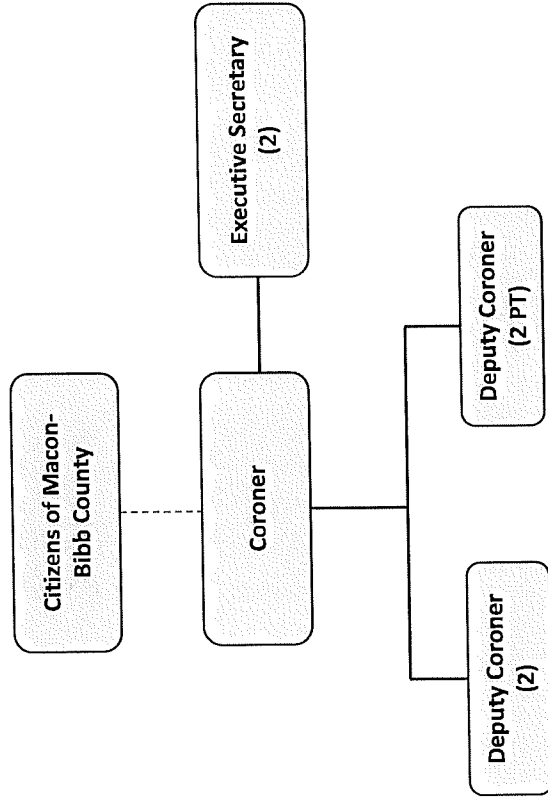 Citizens of Macon-
Bibb County
Coroner
Executive Secretary
(2)
Deputy Coroner
(2)
Deputy Coroner
(2 PT)